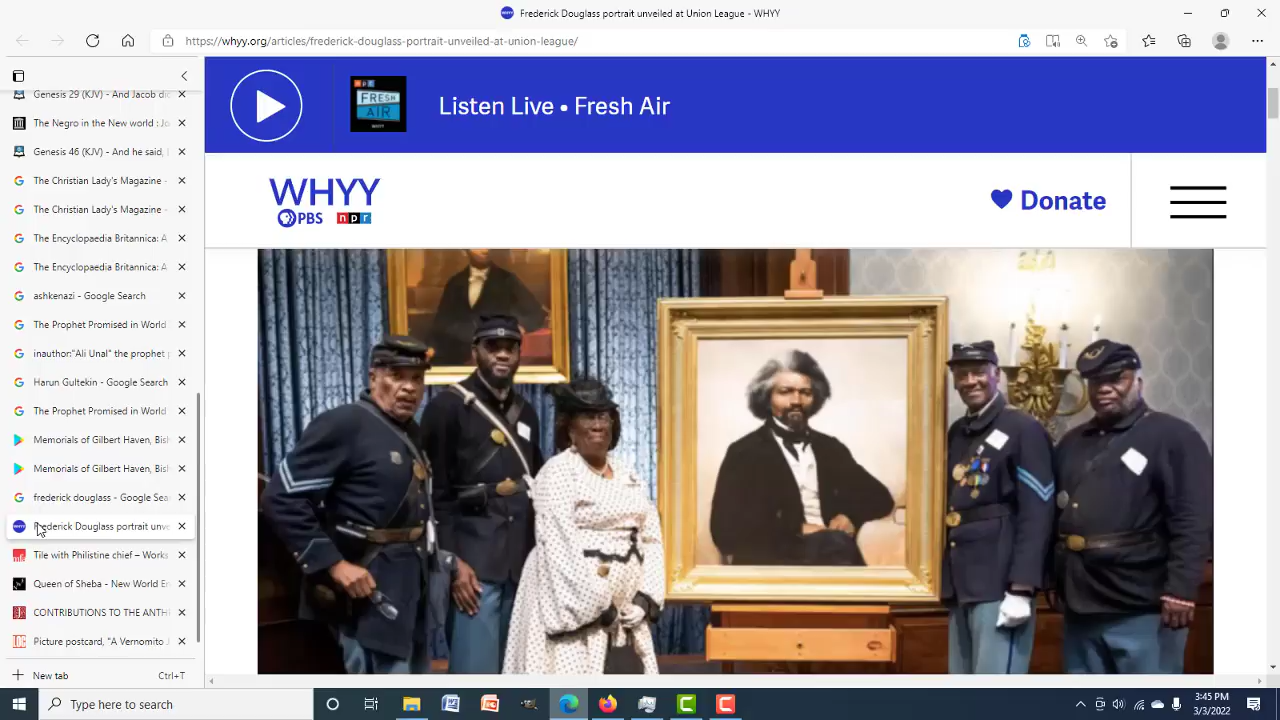 Frederick Douglass portrait unveiled at Union League - WHYY
https://whyy.org/articles/frederick-douglass-portrait-unveiled-at-union-league/
Genesis 29 (KJV) - And Jacob dic
The Negro in the new world : Jo
Genesis 46 (KJV) - And he said, I
The Christian Lady's Magazine -
The Christian Lady's Magazine -
The Encyclopaedia Britannica: A
The Encyclopaedia Britannica: A
ashkenazi - Google Search
The Prophet Promised in World
inauthor:"Ali Unal" the prophet p
Harun Gultekin - Google Search
The Prophet Promised in World
Memorials of Gilbert Haven, Bish
Memorials of Gilbert Haven, Bish
frederick douglass - Google Sea
Frederick Douglass portrait unve
Tile with Philistine chief – Works
Queen of Sheba - New World En
CONTRIBUTIONS TO THE ANTH
Picture postcard, "A Vernomito J
New tab Ctrl+T
FRESH AIR
WHYY
Listen Live • Fresh Air
WHYY
PBS npr
Donate
Type here to search
3:45 PM
3/3/2022